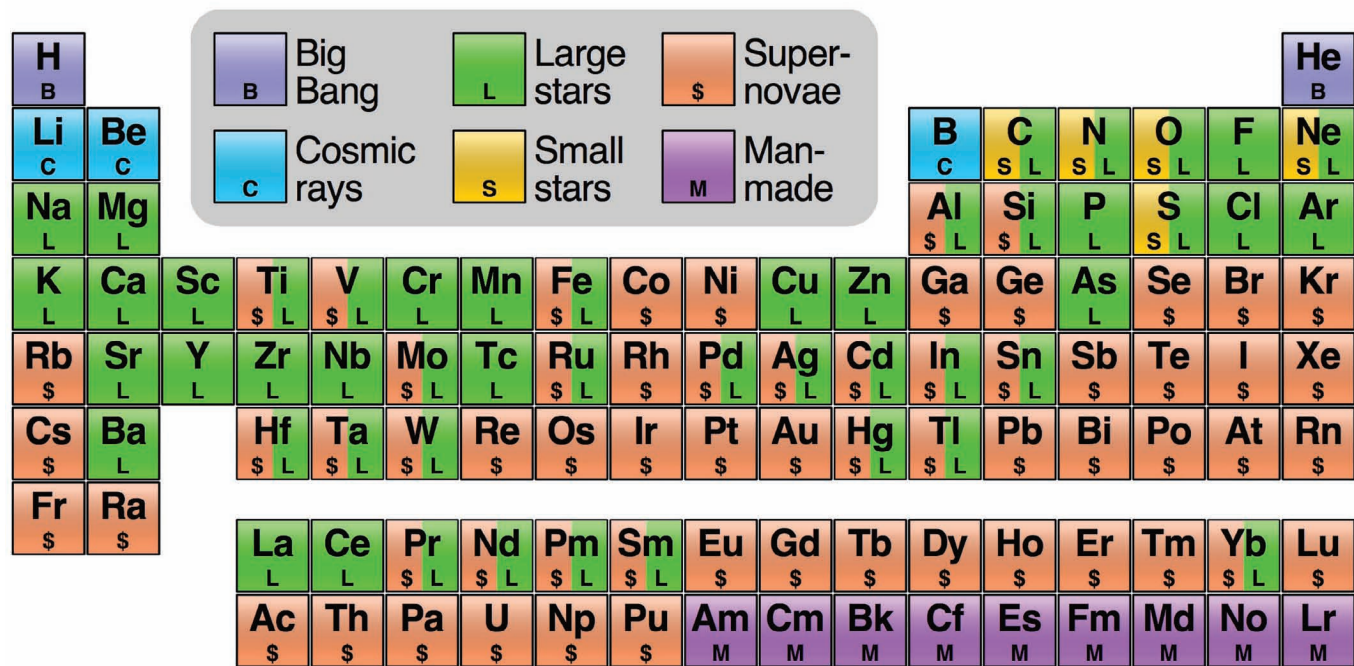 H
B
He
B
Big Bang
B
Large stars
L
Super-novae
$
Cosmic rays
C
Small stars
S
Man-made
M
Li Be B C N O F Ne
C C C S L S L S L L S L
Na Mg Al Si P S Cl Ar
L L $ L $ L L S L L L
K Ca Sc Ti V Cr Mn Fe Co Ni Cu Zn Ga Ge As Se Br Kr
L L L $ L $ L L L $ L $ $ L L $ $ L $ $ $
Rb Sr Y Zr Nb Mo Tc Ru Rh Pd Ag Cd In Sn Sb Te I Xe
$ L L L L $ L L $ L $ $ L $ L $ L $ L $ L $ $ $ $
Cs Ba Hf Ta W Re Os Ir Pt Au Hg Tl Pb Bi Po At Rn
$ L $ L $ L $ L $ $ $ $ $ $ L $ L $ $ $ $ $
Fr Ra
$ $
La Ce Pr Nd Pm Sm Eu Gd Tb Dy Ho Er Tm Yb Lu
L L $ L $ L $ L $ L $ $ $ $ $ $ $ $ L $
Ac Th Pa U Np Pu Am Cm Bk Cf Es Fm Md No Lr
$ $ $ $ $ $ M M M M M M M M M